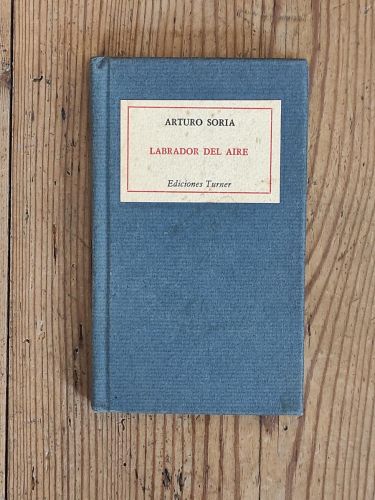 ARTURO SORIA
LABRADOR DEL AIRE
Ediciones Turner